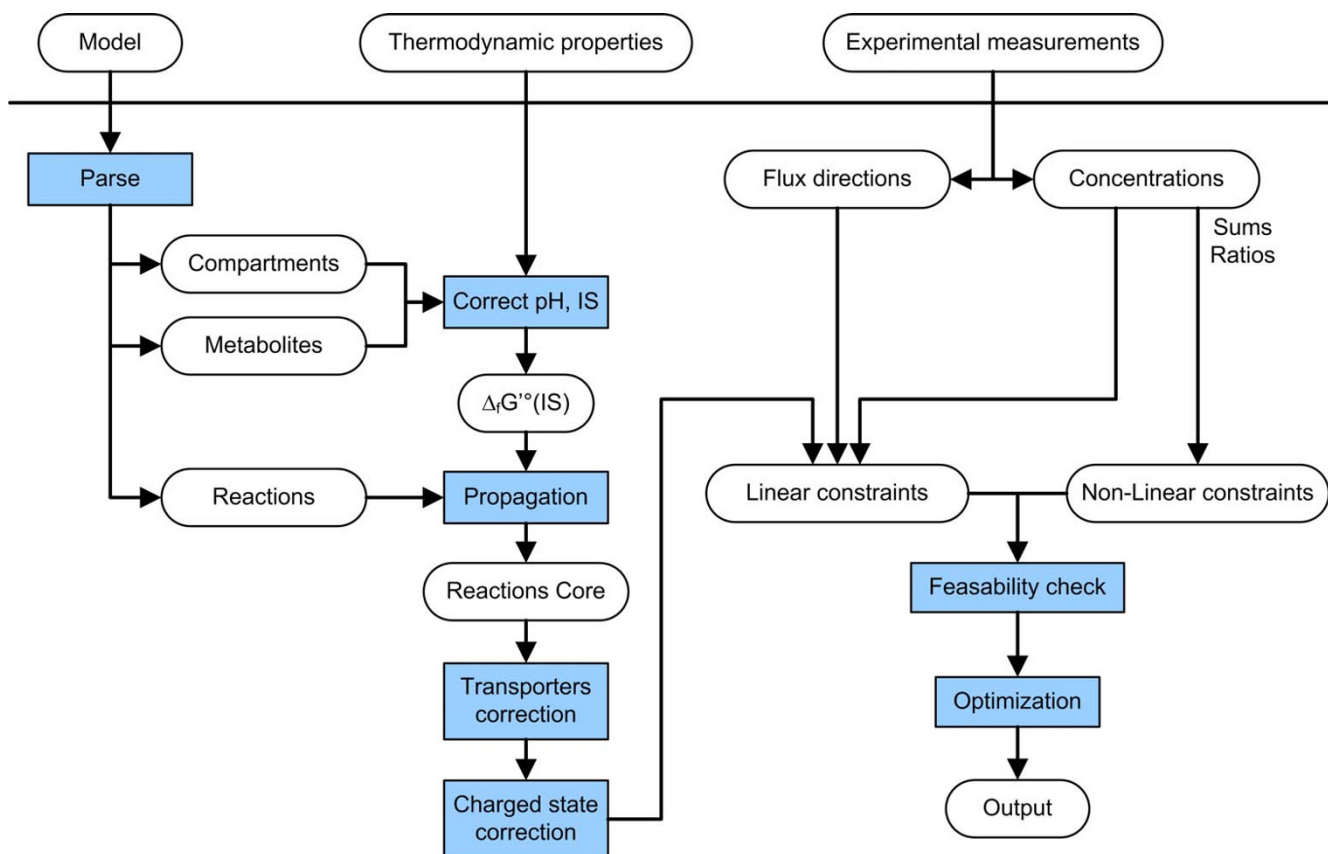 Model
Thermodynamic properties
Experimental measurements
Parse
Flux directions
Concentrations
Sums
Ratios
Compartments
Correct pH, IS
Metabolites
ΔfG’°(IS)
Reactions
Propagation
Linear constraints
Non-Linear constraints
Reactions Core
Feasability check
Transporters
correction
Optimization
Charged state
correction
Output